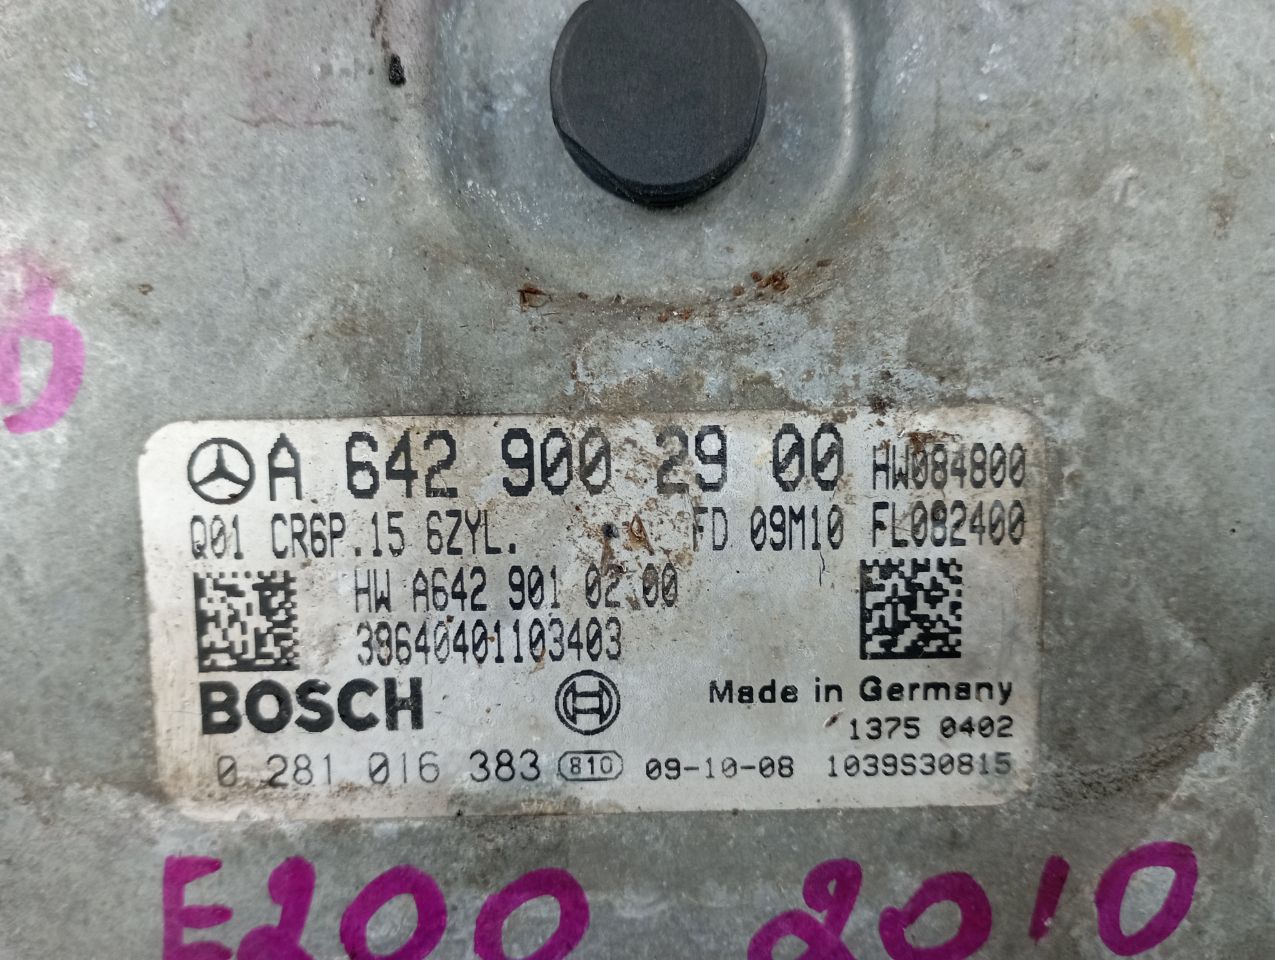 A 642 900 29 00 HW084800
Q01 CR6P.15 6ZYL. FD 09M10 FL082400
HW A642 901 02 00
39640401103403
BOSCH
Made in Germany
1375 0402
0 281 016 383 810 09-10-08 1039S30815
E200 2010